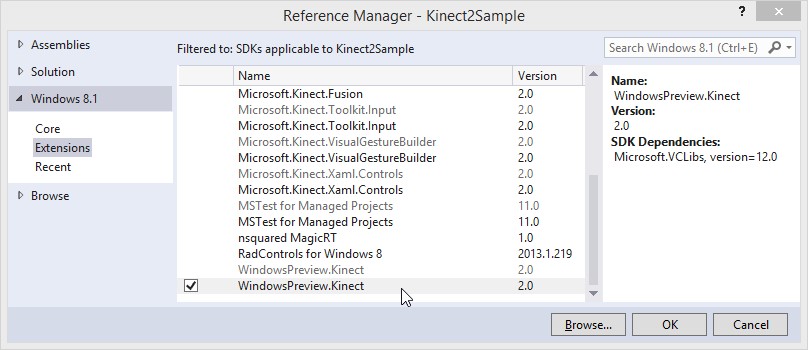 Reference Manager - Kinect2Sample
?
Assemblies
Solution
Windows 8.1
Core
Extensions
Recent
Browse
Filtered to: SDKs applicable to Kinect2Sample
Name Version
Microsoft.Kinect.Fusion 2.0
Microsoft.Kinect.Toolkit.Input 2.0
Microsoft.Kinect.Toolkit.Input 2.0
Microsoft.Kinect.VisualGestureBuilder 2.0
Microsoft.Kinect.VisualGestureBuilder 2.0
Microsoft.Kinect.Xaml.Controls 2.0
Microsoft.Kinect.Xaml.Controls 2.0
MSTest for Managed Projects 11.0
MSTest for Managed Projects 11.0
nsquared MagicRT 1.0
RadControls for Windows 8 2013.1.219
WindowsPreview.Kinect 2.0
WindowsPreview.Kinect 2.0
Search Windows 8.1 (Ctrl+E)
Name:
WindowsPreview.Kinect
Version:
2.0
SDK Dependencies:
Microsoft.VCLibs, version=12.0
Browse... OK Cancel